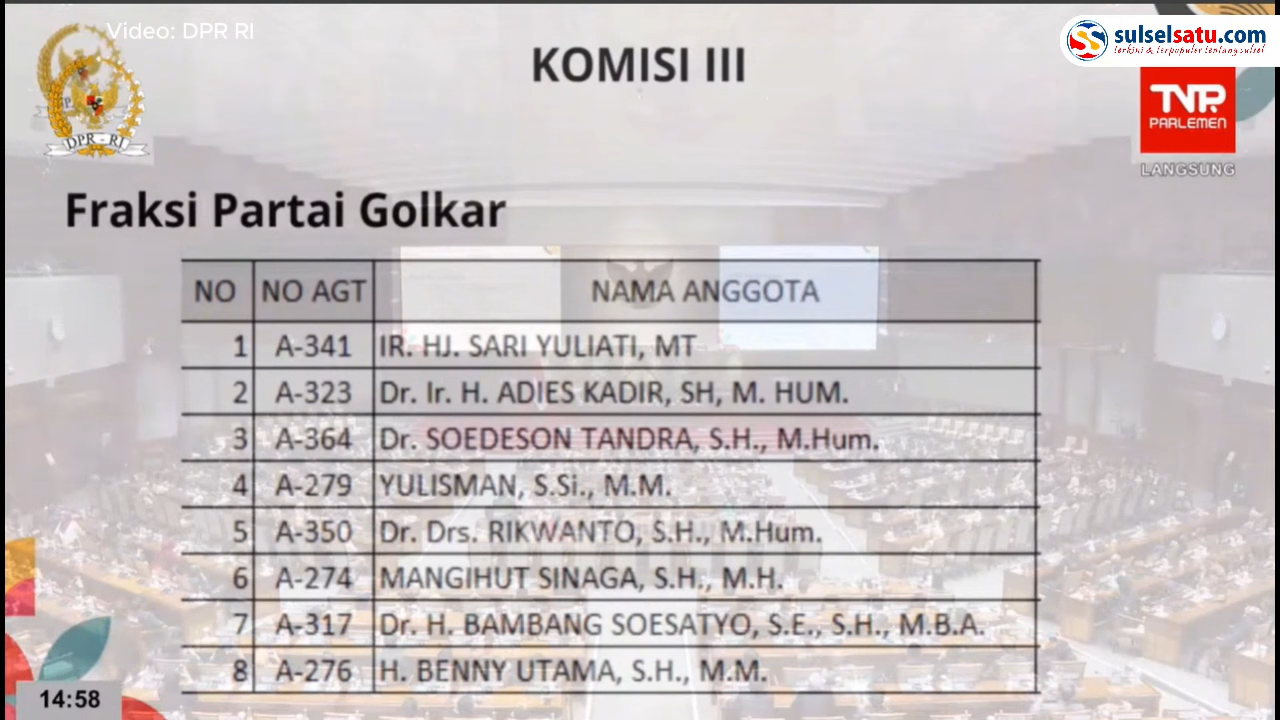 Video: DPR RI
sulselsatu.com
terkini & terpopuler tentang sulsel
KOMISI III
TVR
PARLEMEN
LANGSUNG
DPR - RI
Fraksi Partai Golkar
NO NO AGT NAMA ANGGOTA
1 A-341 IR. HJ. SARI YULIATI, MT
2 A-323 Dr. Ir. H. ADIES KADIR, SH, M. HUM.
3 A-364 Dr. SOEDESON TANDRA, S.H., M.Hum.
4 A-279 YULISMAN, S.Si., M.M.
5 A-350 Dr. Drs. RIKWANTO, S.H., M.Hum.
6 A-274 MANGIHUT SINAGA, S.H., M.H.
7 A-317 Dr. H. BAMBANG SOESATYO, S.E., S.H., M.B.A.
8 A-276 H. BENNY UTAMA, S.H., M.M.
14:58